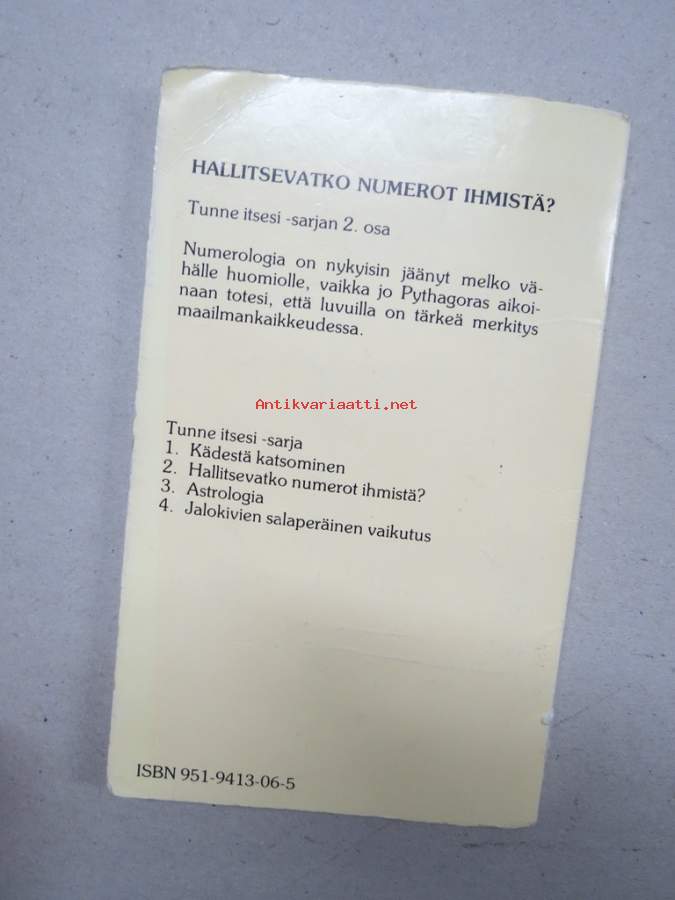 HALLITSEVATKO NUMEROT IHMISTÄ?
Tunne itsesi -sarjan 2. osa
Numerologia on nykyisin jäänyt melko vä-
hälle huomiolle, vaikka jo Pythagoras aikoi-
naan totesi, että luvuilla on tärkeä merkitys
maailmankaikkeudessa.
Antikvariaatti.net
Tunne itsesi -sarja
1. Kädestä katsominen
2. Hallitsevatko numerot ihmistä?
3. Astrologia
4. Jalokivien salaperäinen vaikutus
ISBN 951-9413-06-5